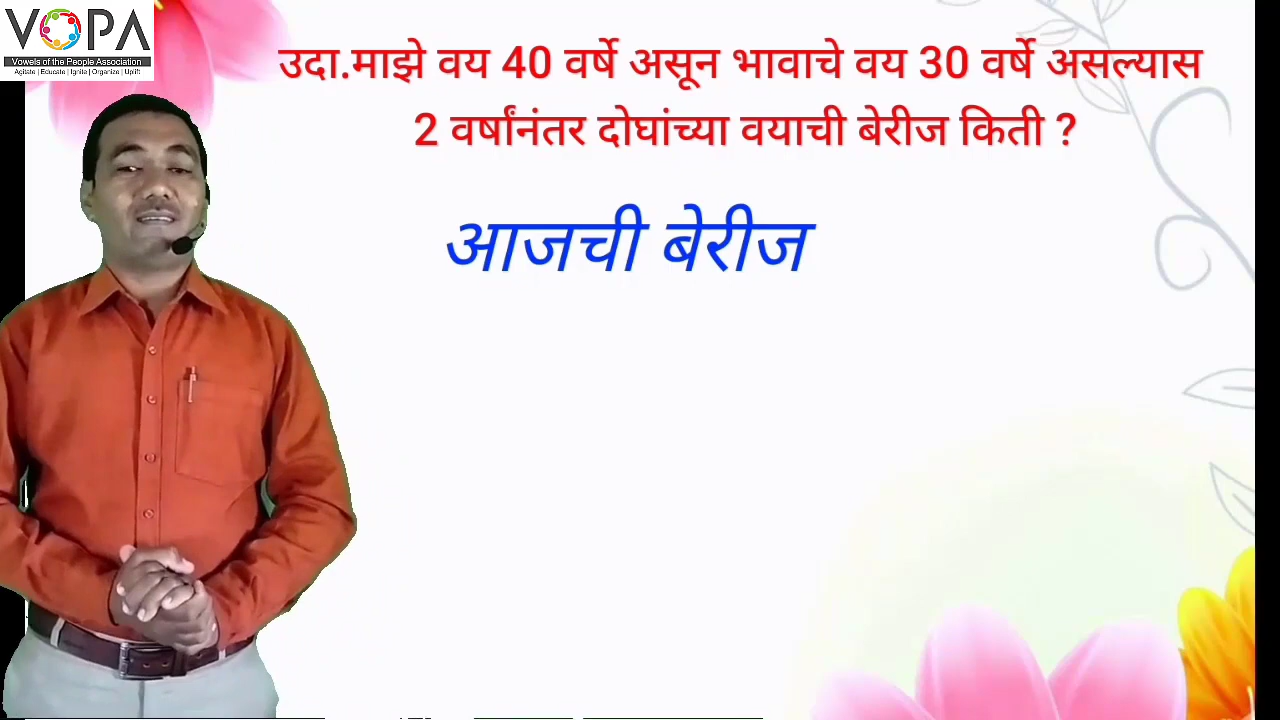 VOPA
Vowels of the People Association
Agitate | Educate | Ignite | Organize | Uplift
उदा.माझे वय 40 वर्षे असून भावाचे वय 30 वर्षे असल्यास
2 वर्षांनंतर दोघांच्या वयाची बेरीज किती ?
आजची बेरीज